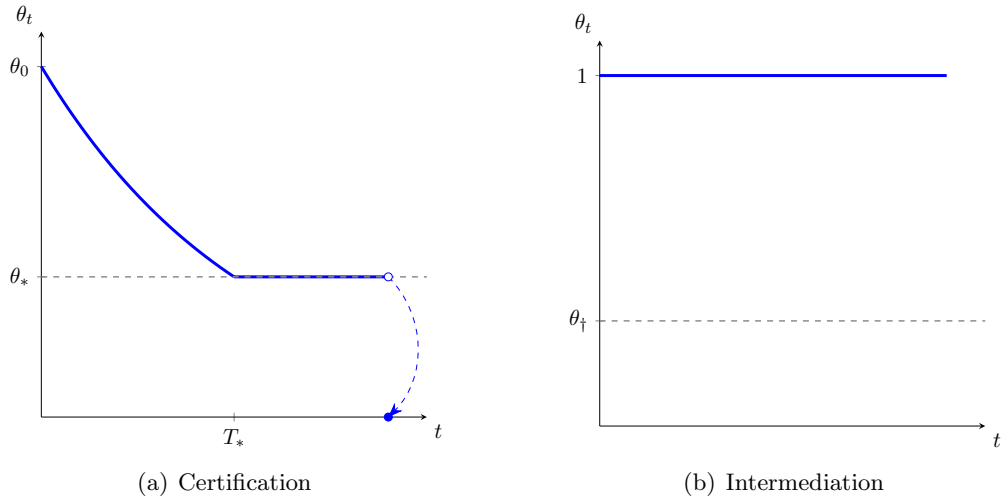 θ_t
θ_0
θ_*
T_*
t
(a) Certification
θ_t
1
θ_†
t
(b) Intermediation